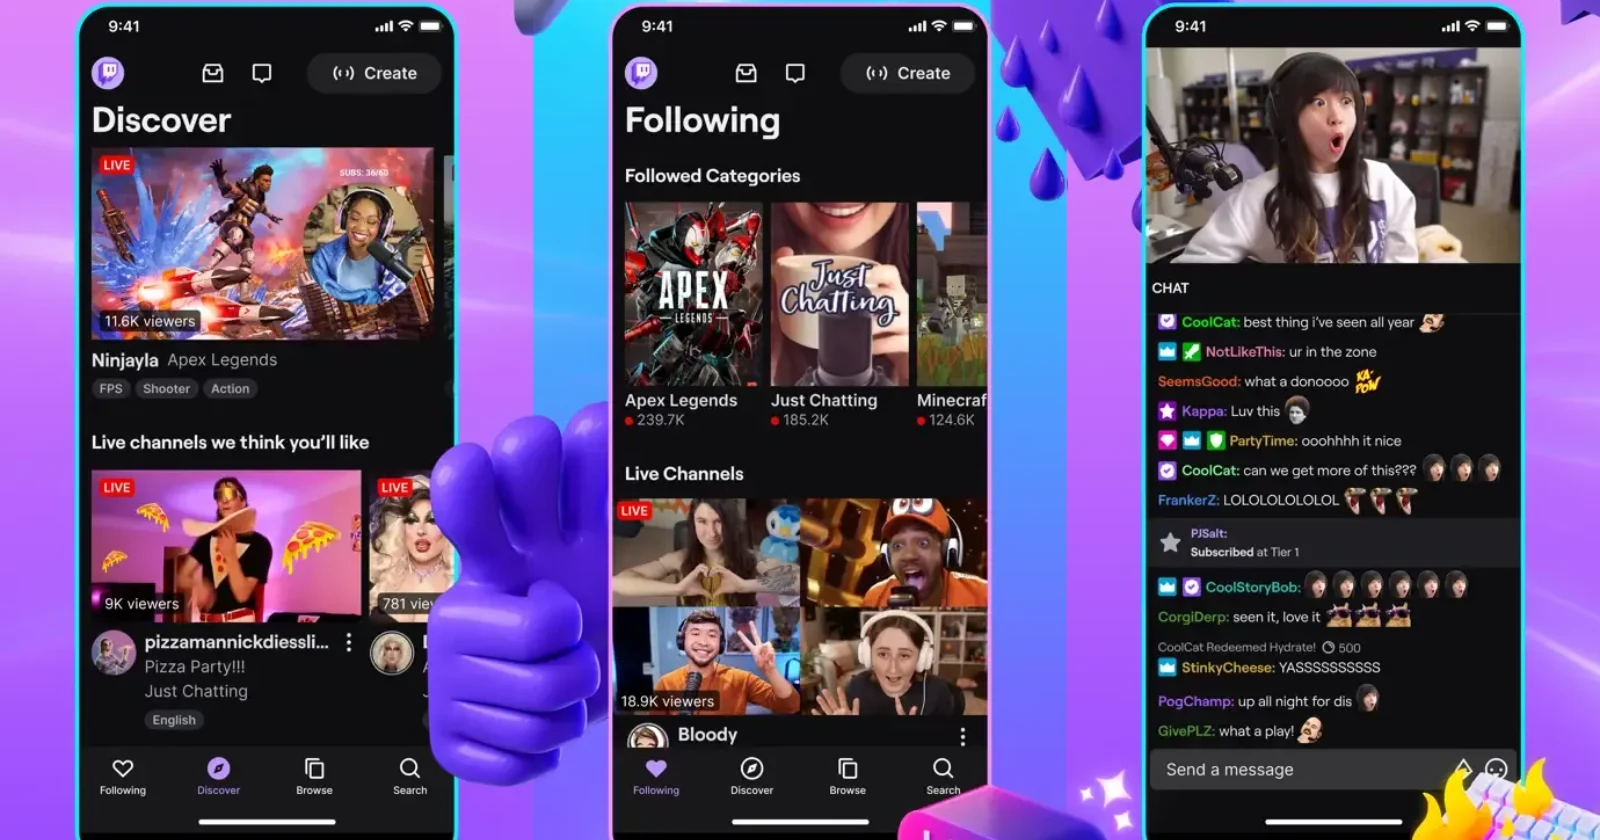 9:41
Create
Discover
LIVE
SUBS: 36/60
11.6K viewers
Ninjayla Apex Legends
FPS Shooter Action
Live channels we think you'll like
LIVE
9K viewers
LIVE
781
pizzamannickdiessli...
Pizza Party!!!
Just Chatting
English
Following Discover Browse Search
9:41
Create
Following
Followed Categories
APEX
LEGENDS
Just
Chatting
Apex Legends
239.7K
Just Chatting
185.2K
Minecraf
124.6K
Live Channels
LIVE
18.9K viewers
Bloody
Following Discover Browse Search
9:41
CHAT
CoolCat: best thing i've seen all year
NotLikeThis: ur in the zone
SeemsGood: what a donoooo KA-POW
Kappa: Luv this
PartyTime: ooohhhh it nice
CoolCat: can we get more of this???
FrankerZ: LOLOLOLOLOLOL
PJSalt:
Subscribed at Tier 1
CoolStoryBob:
CorgiDerp: seen it, love it
CoolCat Redeemed Hydrate! 500
StinkyCheese: YASSSSSSSSSS
PogChamp: up all night for dis
GivePLZ: what a play!
Send a message